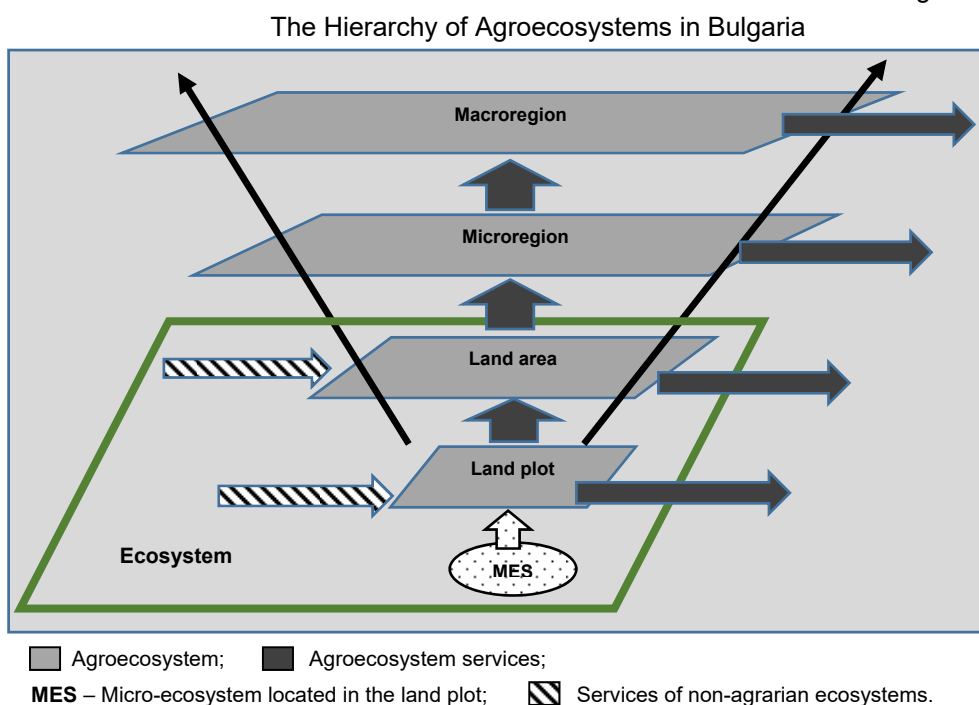 The Hierarchy of Agroecosystems in Bulgaria
Macroregion
Microregion
Land area
Land plot
Ecosystem
MES
Agroecosystem; Agroecosystem services;
MES – Micro-ecosystem located in the land plot; Services of non-agrarian ecosystems.